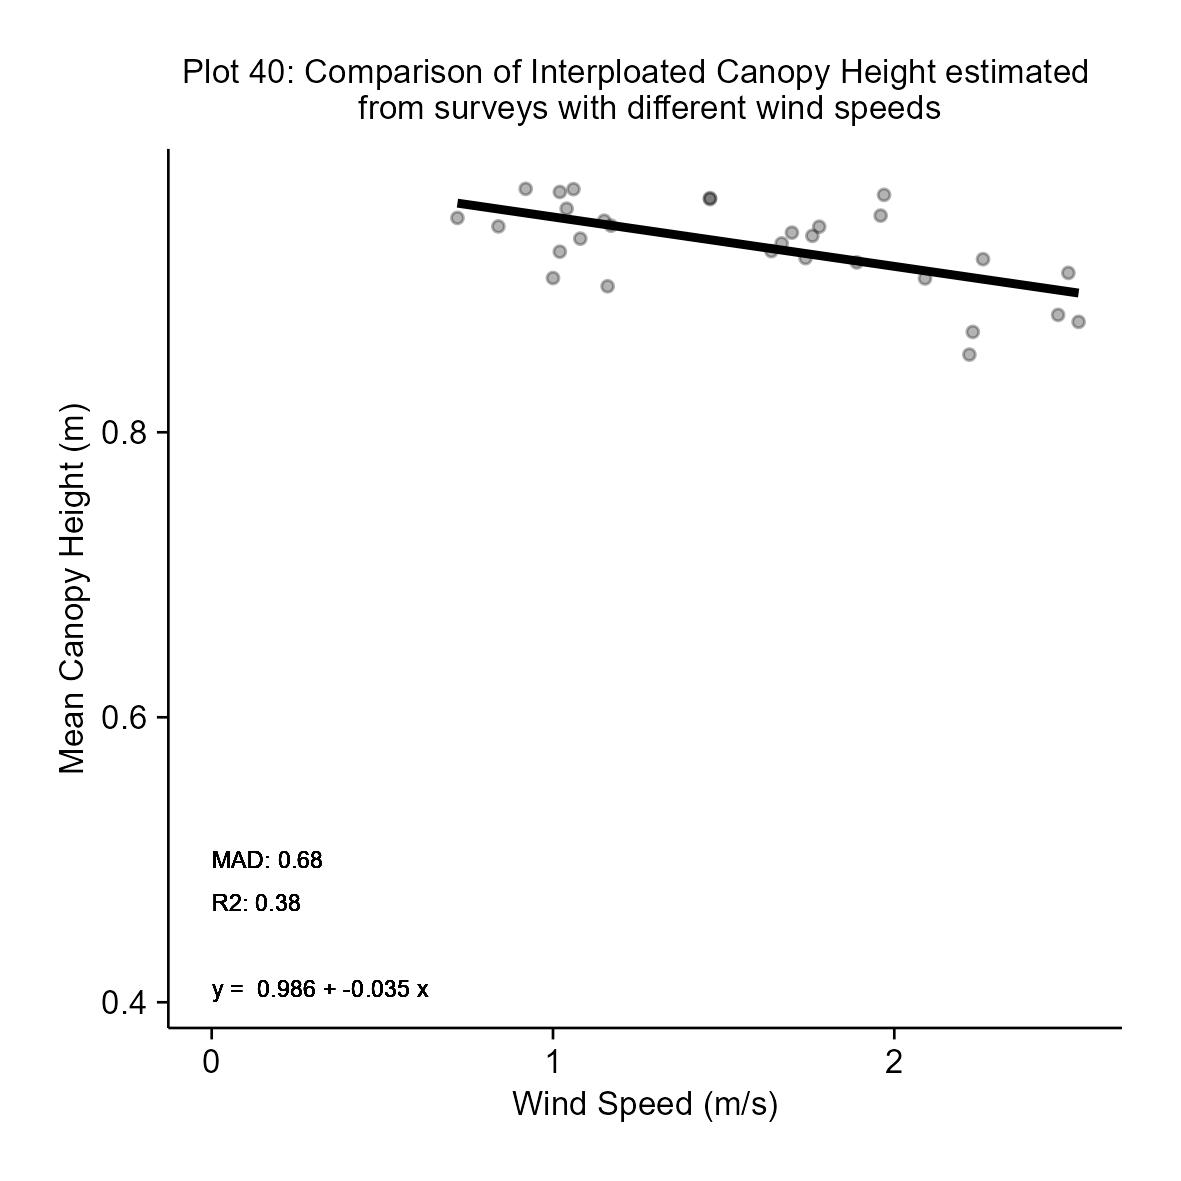 Plot 40: Comparison of Interploated Canopy Height estimated
from surveys with different wind speeds
Mean Canopy Height (m)
0.8
0.6
0.4
MAD: 0.68
R2: 0.38
y =  0.986 + -0.035 x
0
1
2
Wind Speed (m/s)